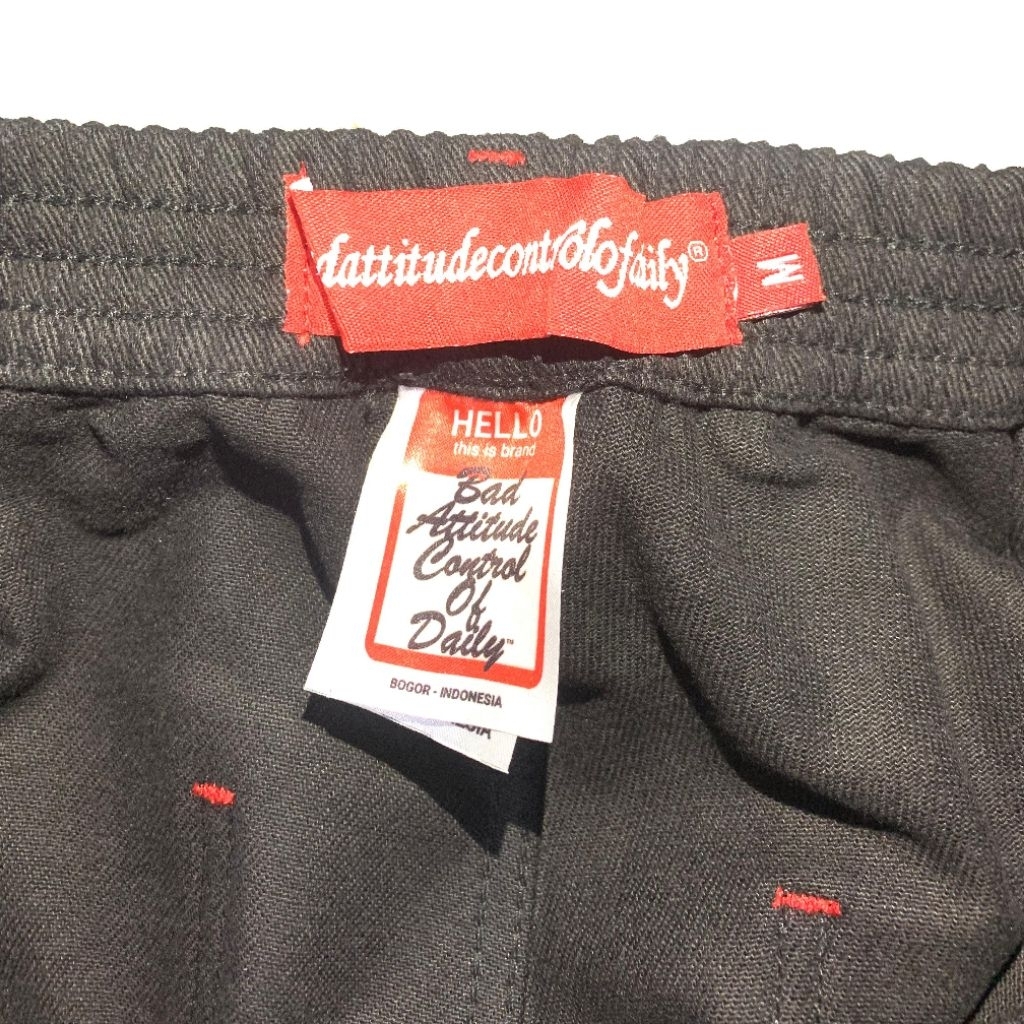 dattitudecontrolofdaily®
M
HELLO
this is brand
Bad
Attitude
Control
Of
Daily™
BOGOR - INDONESIA